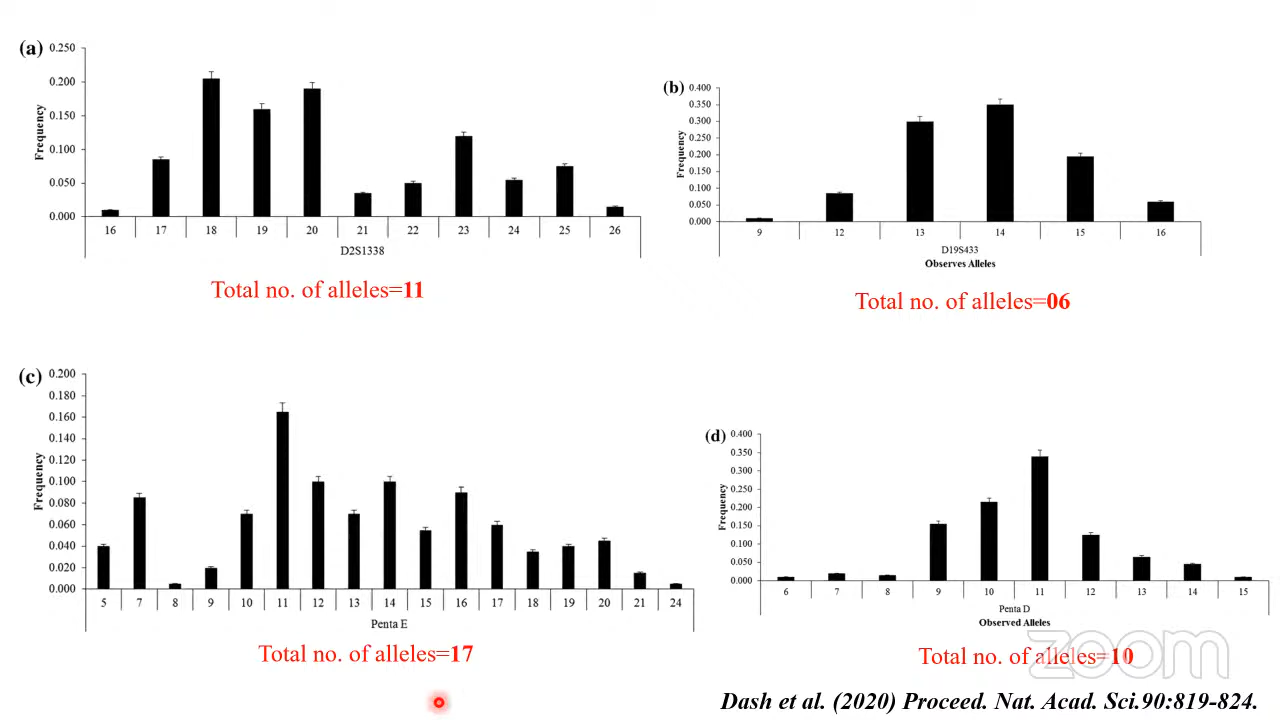 (a)
0.250
0.200
0.150
0.100
0.050
0.000
Frequency
16 17 18 19 20 21 22 23 24 25 26
D2S1338
Total no. of alleles=11
(b)
0.400
0.350
0.300
0.250
0.200
0.150
0.100
0.050
0.000
Frequency
9 12 13 14 15 16
D19S433
Observes Alleles
Total no. of alleles=06
(c)
0.200
0.180
0.160
0.140
0.120
0.100
0.080
0.060
0.040
0.020
0.000
Frequency
5 7 8 9 10 11 12 13 14 15 16 17 18 19 20 21 24
Penta E
Total no. of alleles=17
(d)
0.400
0.350
0.300
0.250
0.200
0.150
0.100
0.050
0.000
Frequency
6 7 8 9 10 11 12 13 14 15
Penta D
Observed Alleles
Total no. of alleles=10
zoom
Dash et al. (2020) Proceed. Nat. Acad. Sci.90:819-824.